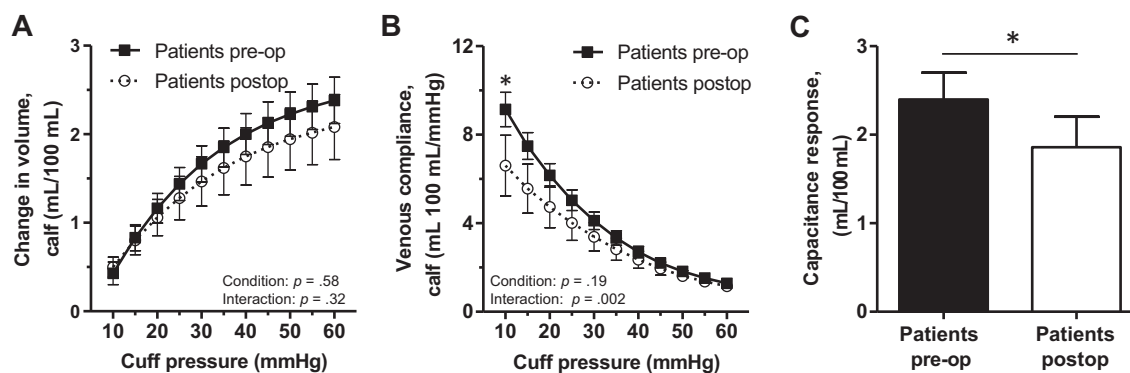 A
Change in volume,
calf (mL/100 mL)
3
2
1
0
Patients pre-op
Patients postop
Condition: p = .58
Interaction: p = .32
10 20 30 40 50 60
Cuff pressure (mmHg)
B
Venous compliance,
calf (mL 100 mL/mmHg)
12
8
4
0
Patients pre-op
Patients postop
*
Condition: p = .19
Interaction: p = .002
10 20 30 40 50 60
Cuff pressure (mmHg)
C
Capacitance response,
(mL/100 mL)
3
2
1
0
*
Patients
pre-op
Patients
postop